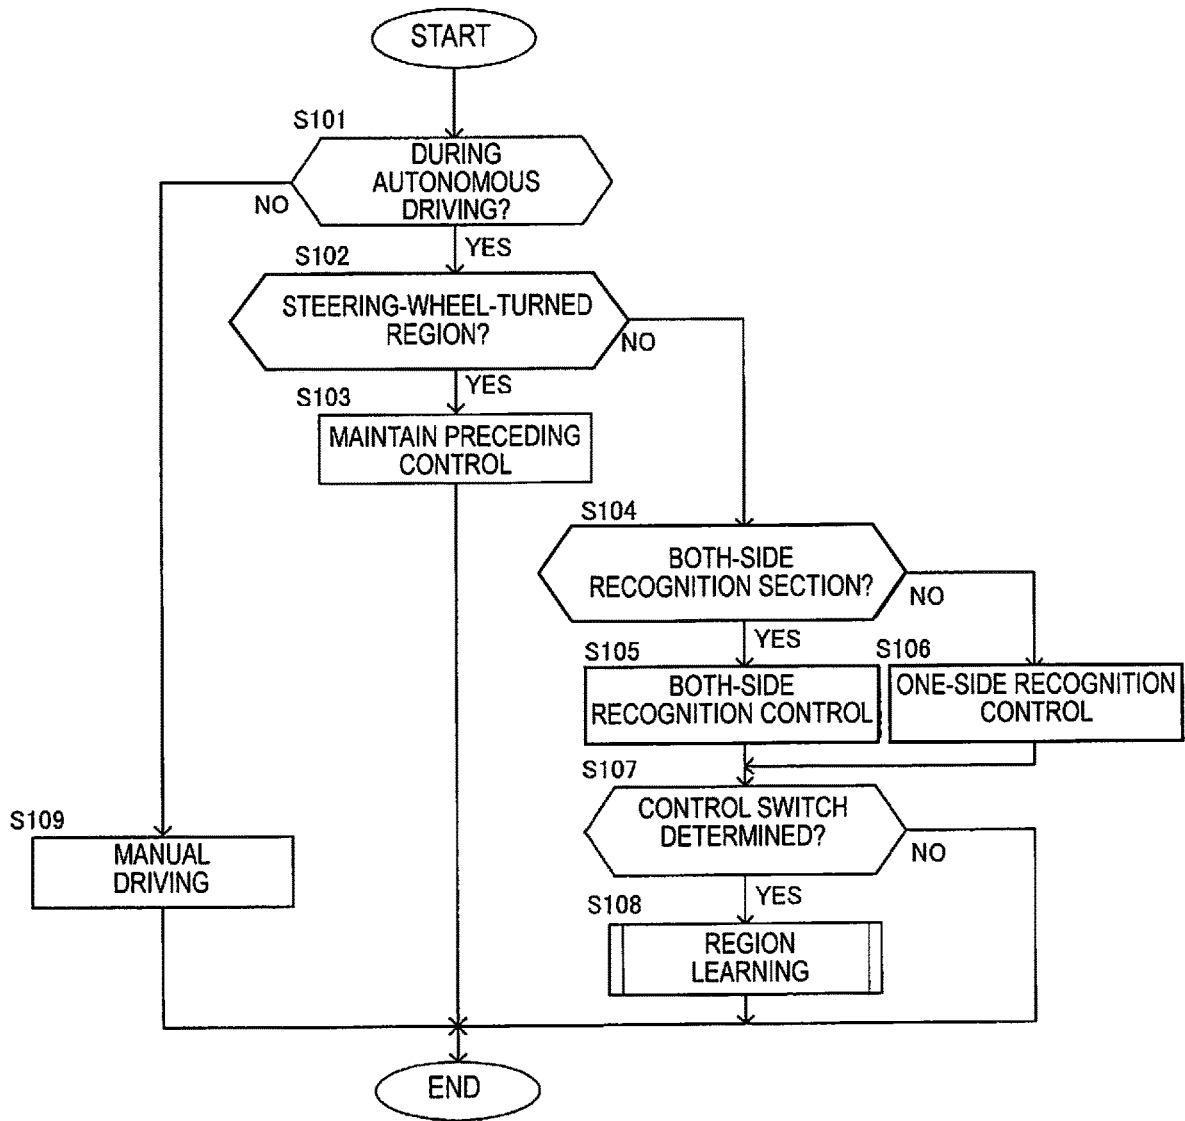 START
S101
DURING
AUTONOMOUS
DRIVING?
NO
YES
S102
STEERING-WHEEL-TURNED
REGION?
NO
YES
S103
MAINTAIN PRECEDING
CONTROL
S104
BOTH-SIDE
RECOGNITION SECTION?
NO
YES
S105
BOTH-SIDE
RECOGNITION CONTROL
S106
ONE-SIDE RECOGNITION
CONTROL
S107
CONTROL SWITCH
DETERMINED?
NO
YES
S108
REGION
LEARNING
S109
MANUAL
DRIVING
END